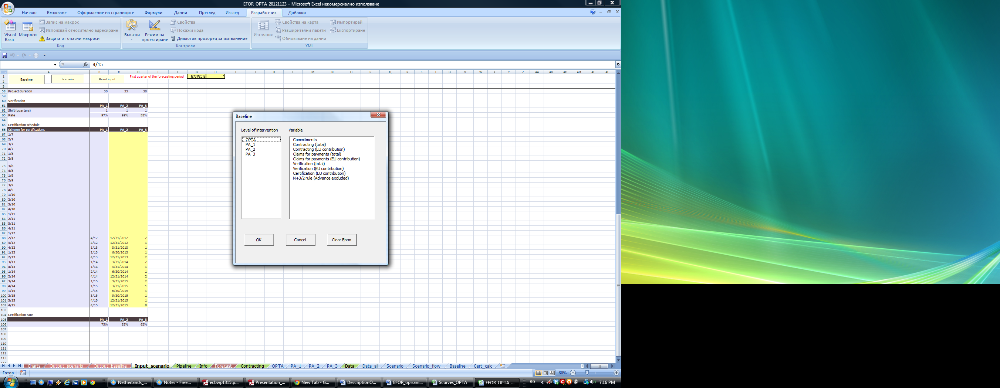 EFOR_OPTA_20121123 - Microsoft Excel некомерсиално използване
Начало Вмъкване Оформление на страниците Формули Данни Преглед Изглед Разработчик Добавки
Visual Basic
Макроси
Запис на макрос
Използвай относително адресиране
Защита от опасни макроси
Код
Вмъкни
Режим на проектиране
Свойства
Покажи кода
Диалогов прозорец за изпълнение
Контроли
Източник
Свойства на карта
Разширителни пакети
Обновяване на данни
Импортирай
Експортиране
XML
fx 4/15
A B C D E F G H I J K L M N O P Q R S T U V W X Y Z AA AB AC AD AE AF
1 Baseline Scenario Reset input First quarter of the forecasting period 12/31/2012 1
2
3
58 Project duration 30 33 30
59
60 Verification
61 PA_1 PA_2 PA_3
62 Shift (quarters) 1 1 1
63 Rate 97% 99% 88%
64
65 Certification schedule
66 Scheme for certifications PA_1 PA_2 PA_3
67 1/7
68 2/7
69 3/7
70 4/7
71 1/8
72 2/8
73 3/8
74 4/8
75 1/9
76 2/9
77 3/9
78 4/9
79 1/10
80 2/10
81 3/10
82 4/10
83 1/11
84 2/11
85 3/11
86 4/11
87 1/12
88 2/12 4/12 12/31/2012 2
89 3/12 4/12 12/31/2012 1
90 4/12 1/13 3/31/2013 1
91 1/13 2/13 6/30/2013 1
92 2/13 4/13 12/31/2013 2
93 3/13 1/14 3/31/2014 2
94 4/13 1/14 3/31/2014 1
95 1/14 2/14 6/30/2014 1
96 2/14 4/14 12/31/2014 2
97 3/14 1/15 3/31/2015 2
98 4/14 1/15 3/31/2015 1
99 1/15 2/15 6/30/2015 1
100 2/15 3/15 9/30/2015 1
101 3/15 4/15 12/31/2015 1
102 4/15 4/15 12/31/2015 0
103
104 Certification rate
105 PA_1 PA_2 PA_3
106 75% 82% 62%
107
108
109
110
111
112
113
114
Baseline
Level of intervention
OPTA
PA_1
PA_2
PA_3
Variable
Commitments
Contracting (total)
Contracting (EU contribution)
Claims for payments (total)
Claims for payments (EU contribution)
Verification (total)
Verification (EU contribution)
Certification (EU contribution)
N+3/2 rule (Advance excluded)
OK Cancel Clear Form
Charts Output_scenario Output_baseline Input_scenario Pipeline Info Forecast Contracting OPTA PA_1 PA_2 PA_3 Data Data_all Scenario Scenario_flow Baseline Cert_calc
Готов 60%
Netherlands_... Notes - Free... ecbwp1315.p... Presentation_... New Tab - G... DescriptionO... EFOR_opisani... Scurves_OPTA EFOR_OPTA_... BG 7:16 PM